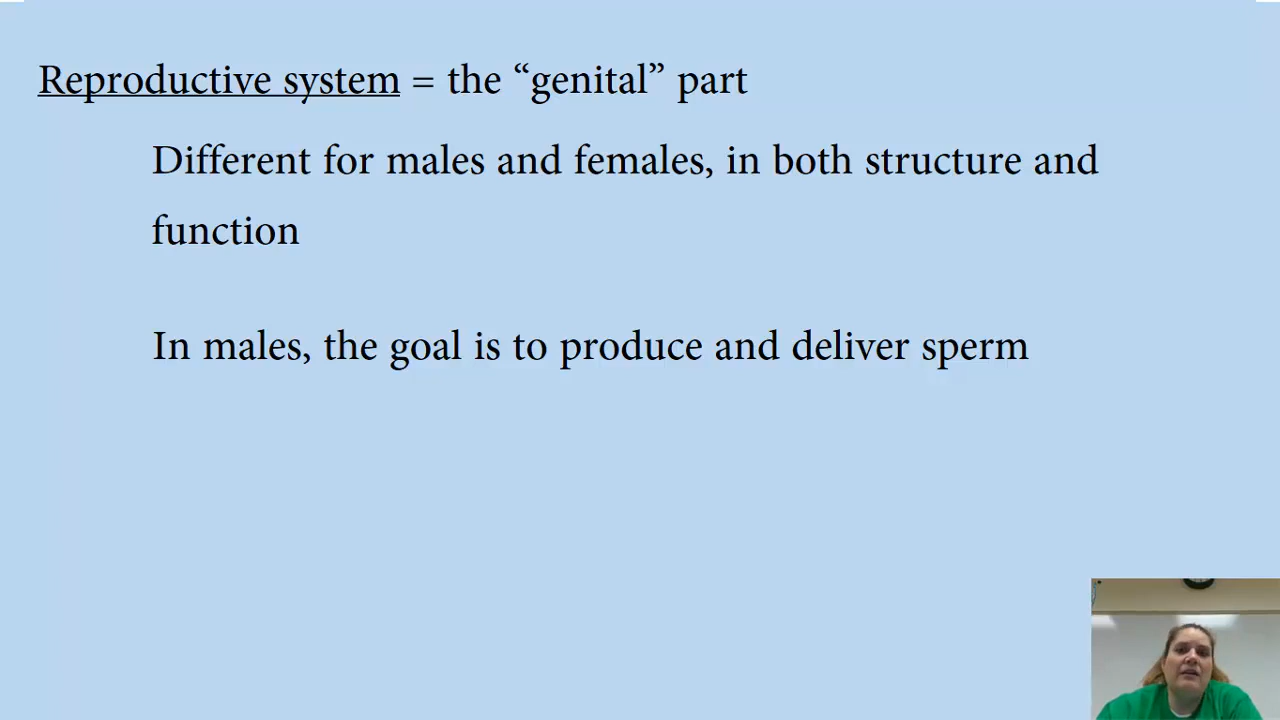 Reproductive system = the “genital” part
Different for males and females, in both structure and
function
In males, the goal is to produce and deliver sperm